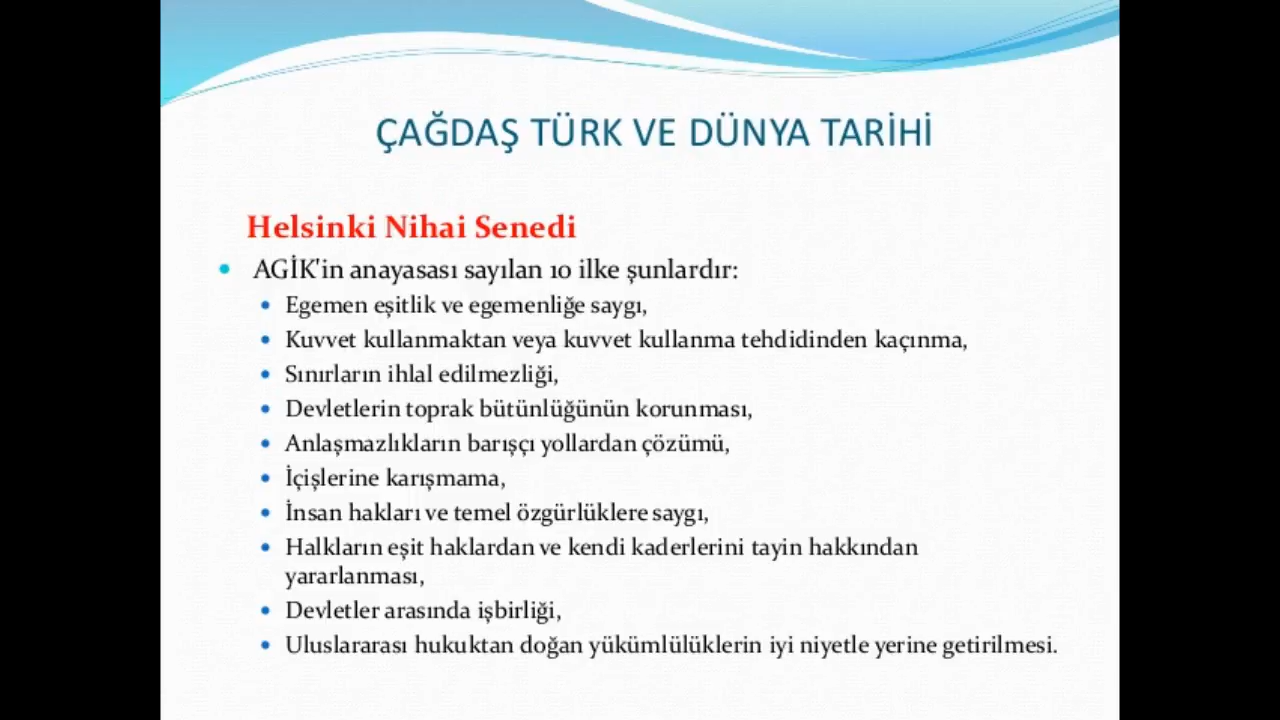 ÇAĞDAŞ TÜRK VE DÜNYA TARİHİ
Helsinki Nihai Senedi
• AGİK'in anayasası sayılan 10 ilke şunlardır:
• Egemen eşitlik ve egemenliğe saygı,
• Kuvvet kullanmaktan veya kuvvet kullanma tehdidinden kaçınma,
• Sınırların ihlal edilmezliği,
• Devletlerin toprak bütünlüğünün korunması,
• Anlaşmazlıkların barışçı yollardan çözümü,
• İçişlerine karışmama,
• İnsan hakları ve temel özgürlüklere saygı,
• Halkların eşit haklardan ve kendi kaderlerini tayin hakkından
yararlanması,
• Devletler arasında işbirliği,
• Uluslararası hukuktan doğan yükümlülüklerin iyi niyetle yerine getirilmesi.